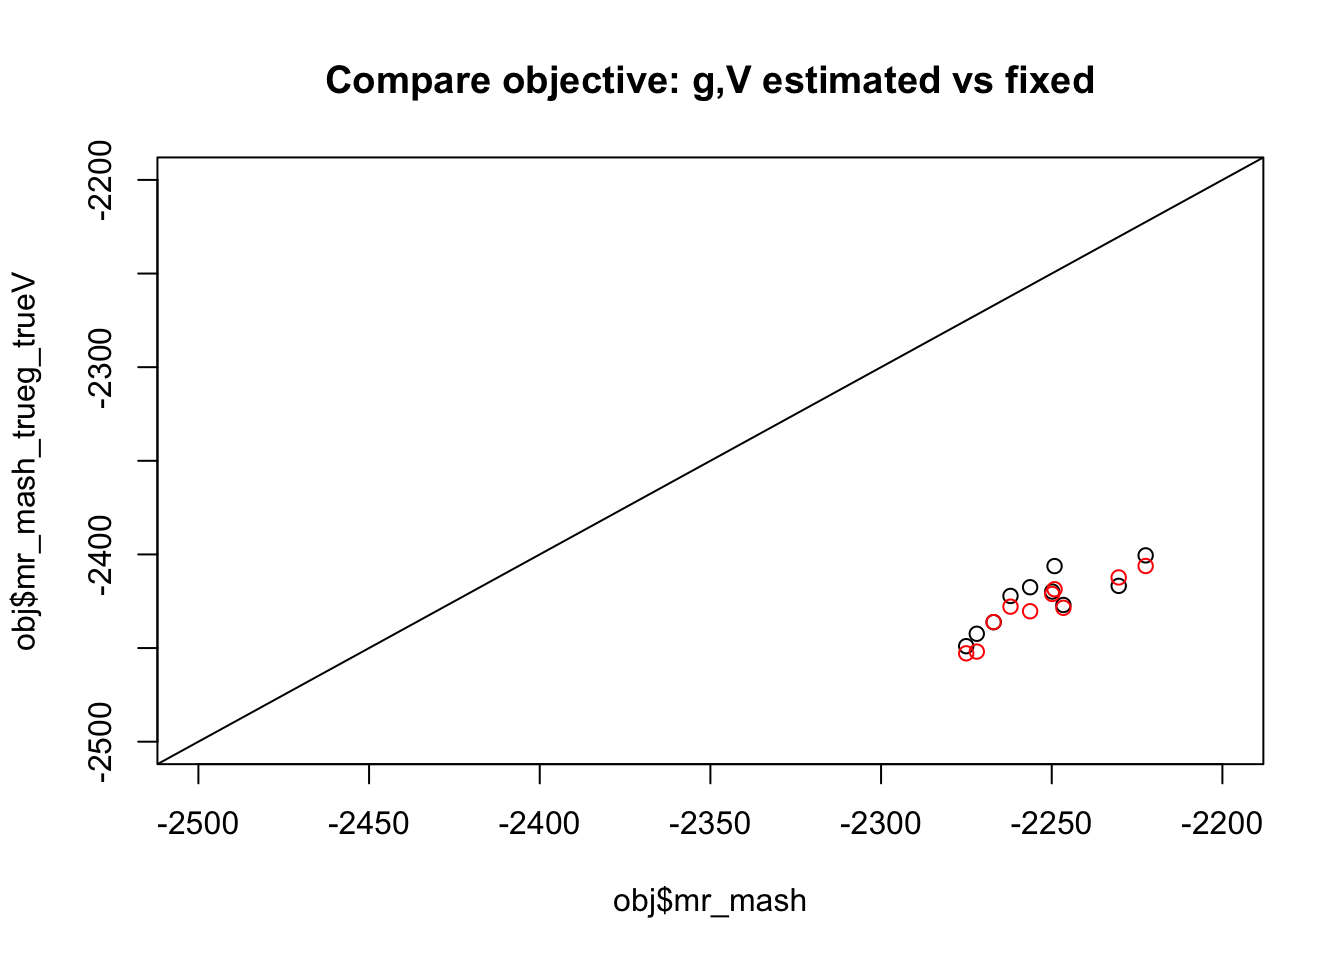 Compare objective: g,V estimated vs fixed
obj$mr_mash_trueg_trueV
-2200
-2300
-2400
-2500
-2500 -2450 -2400 -2350 -2300 -2250 -2200
obj$mr_mash